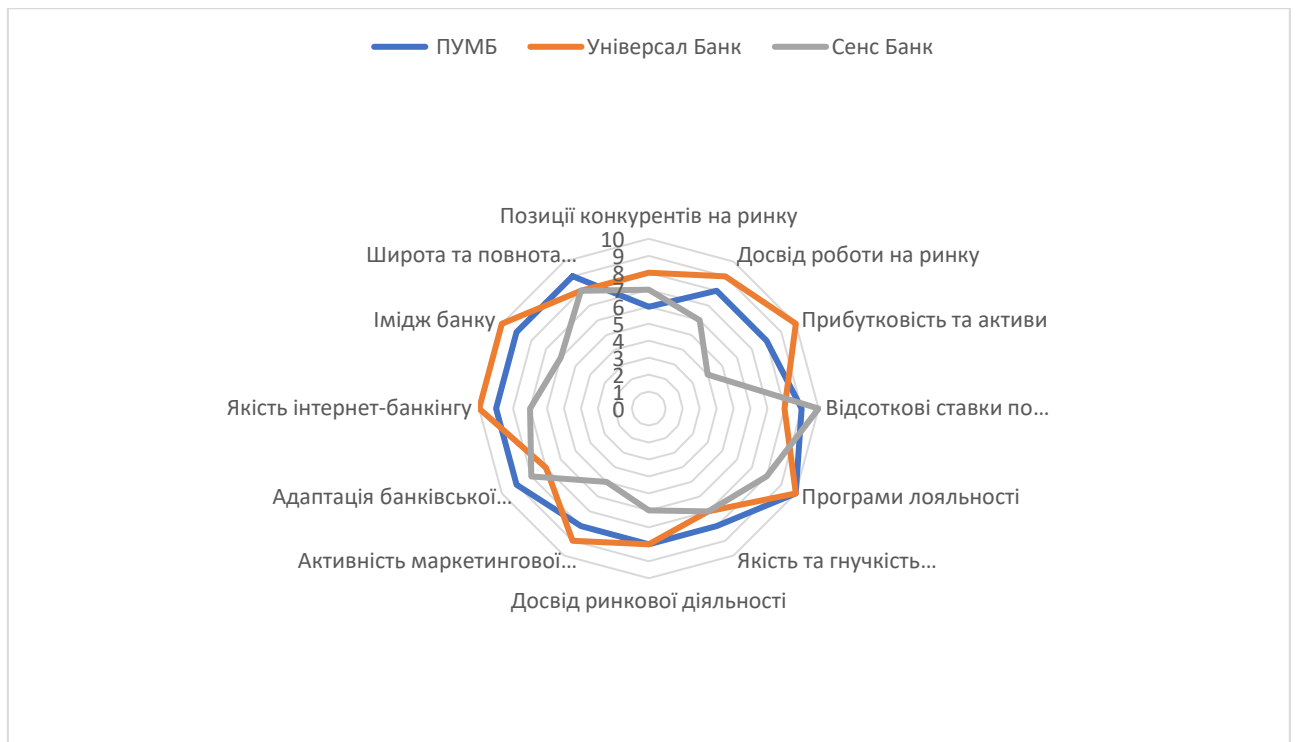 ПУМБ Універсал Банк Сенс Банк
Позиції конкурентів на ринку
Широта та повнота...
Досвід роботи на ринку
Імідж банку
Прибутковість та активи
Якість інтернет-банкінгу
Відсоткові ставки по...
Адаптація банківської...
Програми лояльності
Активність маркетингової...
Якість та гнучкість...
Досвід ринкової діяльності
10
9
8
7
6
5
4
3
2
1
0